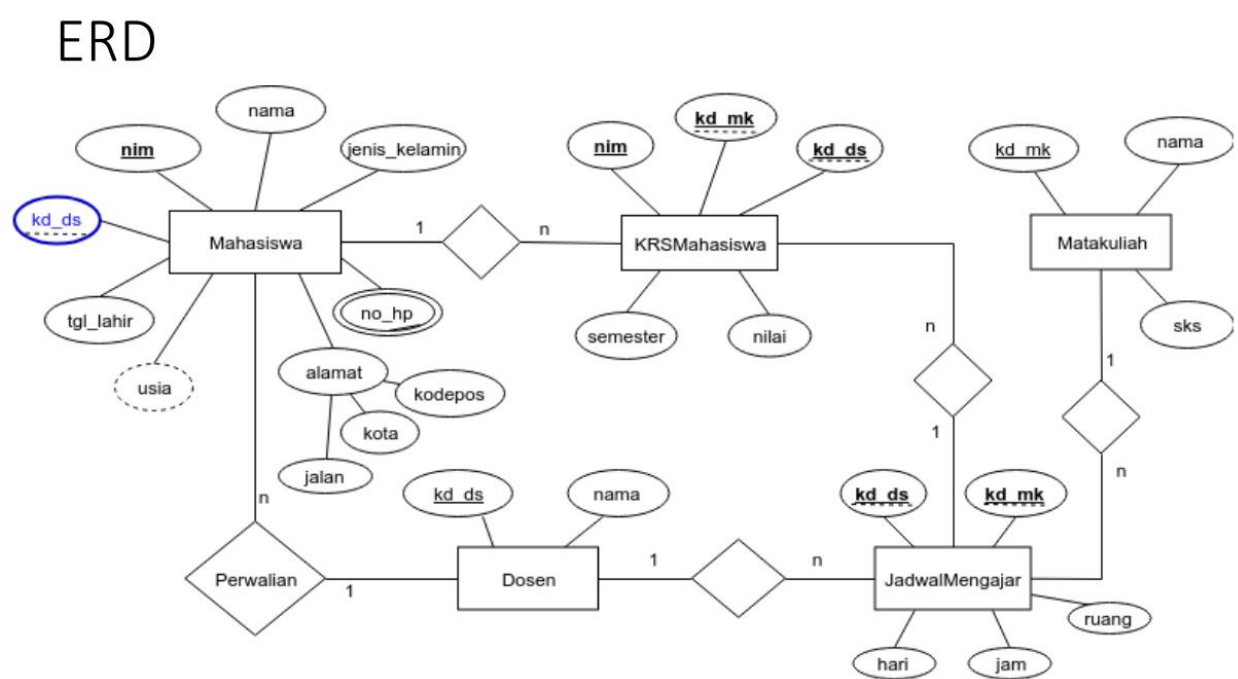 ERD
nama
nim
jenis_kelamin
kd_ds
Mahasiswa
tgl_lahir
usia
alamat
no_hp
kodepos
kota
jalan
1
n
nim
kd_mk
kd_ds
KRSMahasiswa
semester
nilai
kd_mk
nama
Matakuliah
sks
n
1
1
n
n
Perwalian
1
kd_ds
nama
Dosen
1
n
kd_ds
kd_mk
JadwalMengajar
ruang
hari
jam